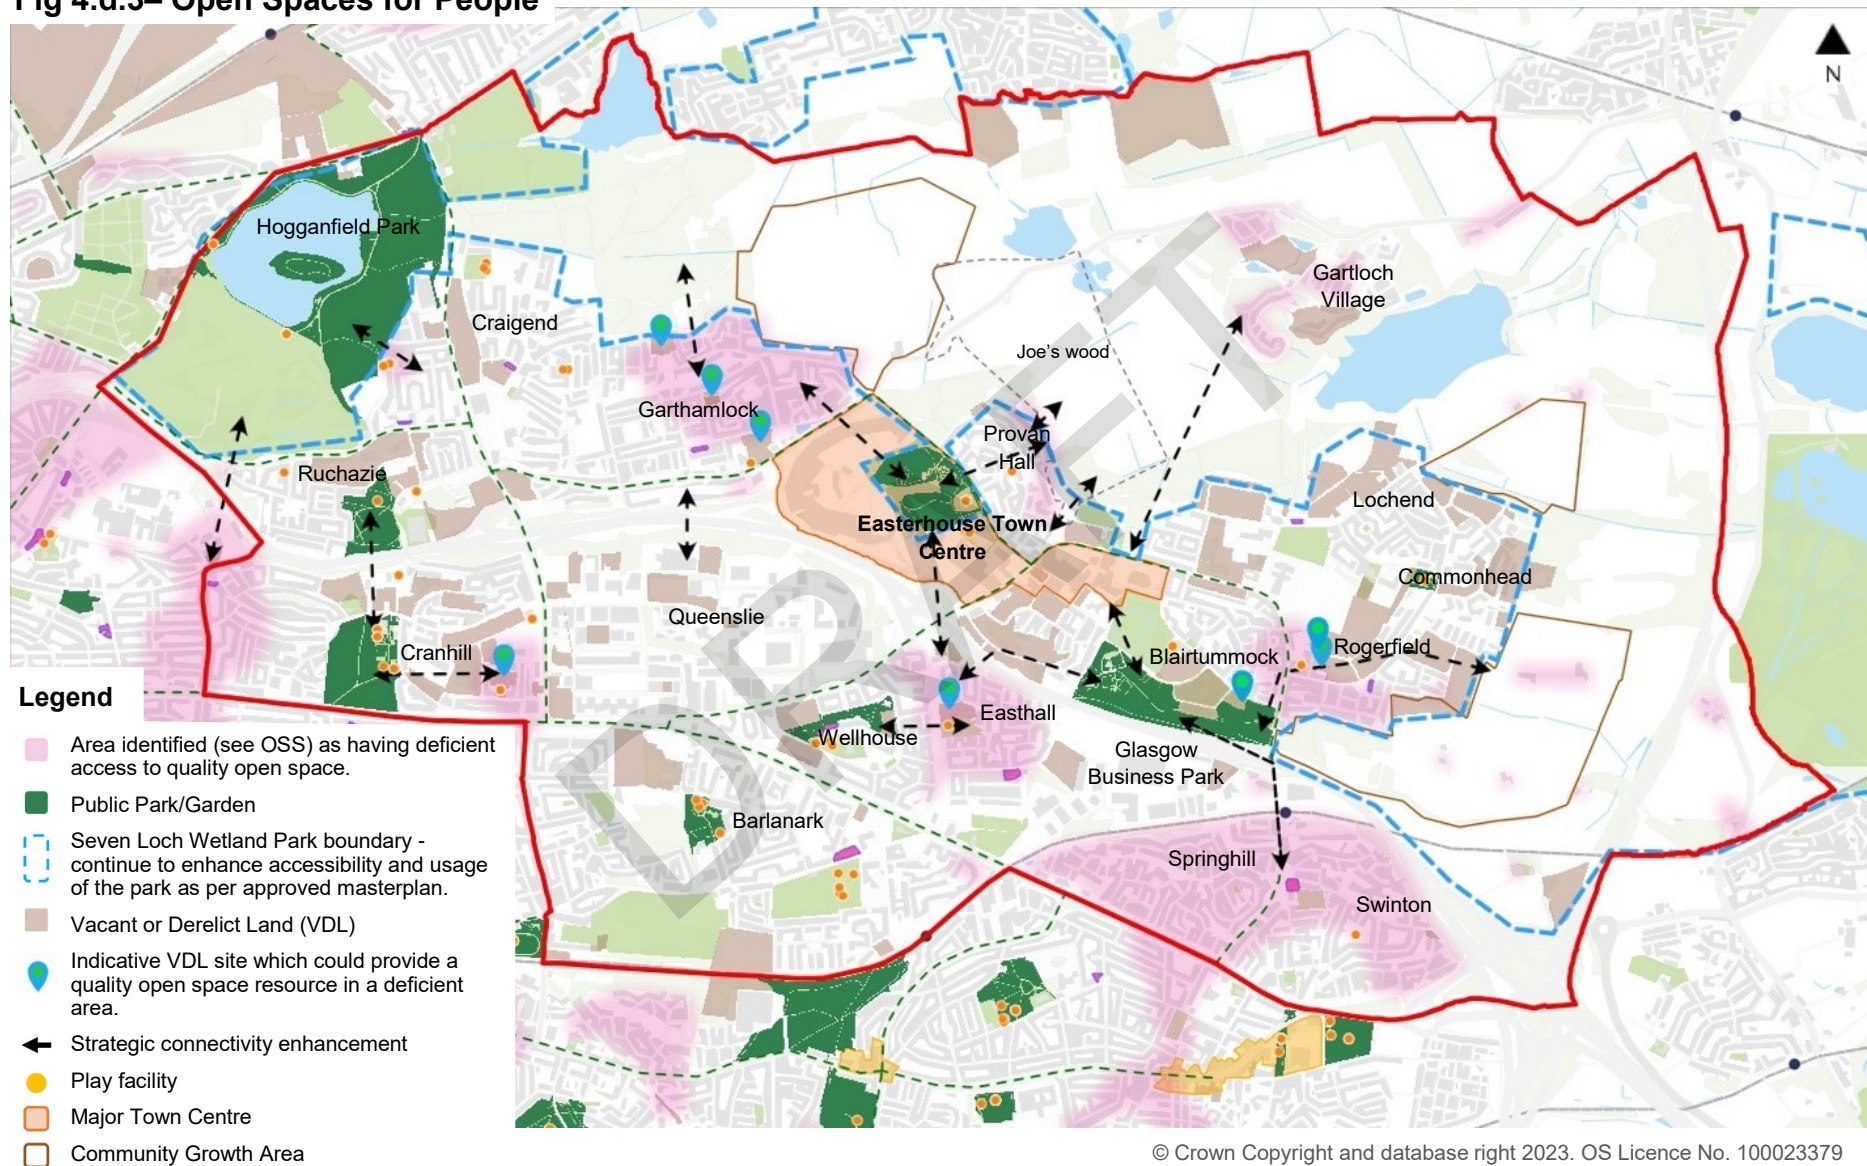 Fig 4.d.3– Open Spaces for People
N
Hogganfield Park
Craigend
Gartloch
Village
Joe's wood
Garthamlock
Provan
Hall
Ruchazie
Lochend
Easterhouse Town
Centre
Commonhead
Queenslie
Cranhill
Rogerfield
Blairtummock
Easthall
Wellhouse
Glasgow
Business Park
Barlanark
Springhill
Swinton
DRAFT
Legend
Area identified (see OSS) as having deficient
access to quality open space.
Public Park/Garden
Seven Loch Wetland Park boundary -
continue to enhance accessibility and usage
of the park as per approved masterplan.
Vacant or Derelict Land (VDL)
Indicative VDL site which could provide a
quality open space resource in a deficient
area.
Strategic connectivity enhancement
Play facility
Major Town Centre
Community Growth Area
© Crown Copyright and database right 2023. OS Licence No. 100023379